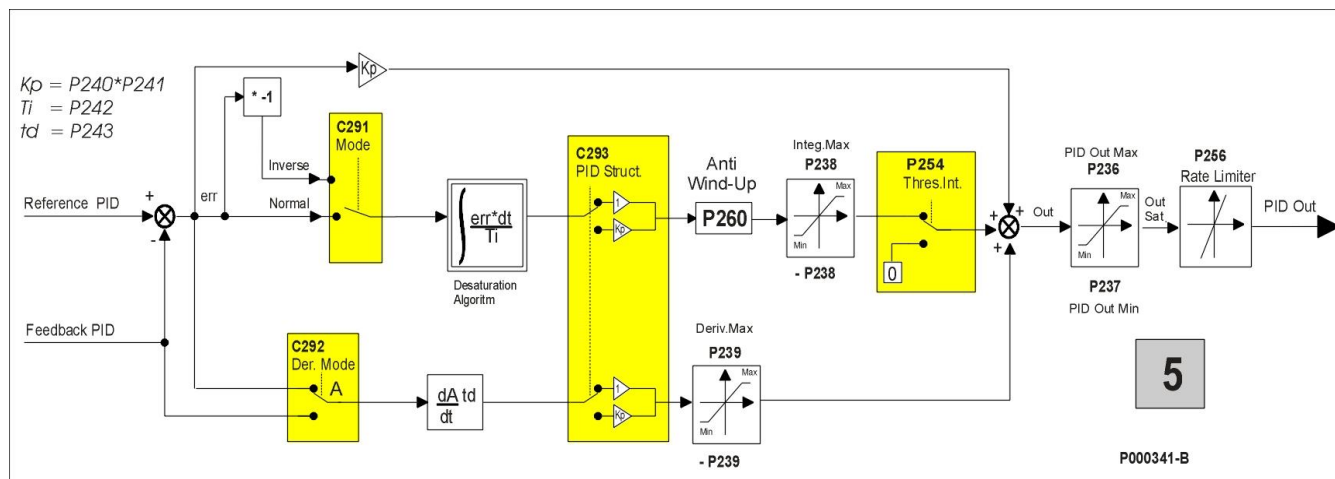 Kp = P240*P241
Ti = P242
td = P243
Kp
* -1
C291
Mode
Inverse
Normal
+
-
Reference PID
err
Feedback PID
err*dt
Ti
Desaturation
Algoritm
C293
PID Struct.
1
Kp
Anti
Wind-Up
P260
Integ.Max
P238
Max
Min
- P238
P254
Thres.Int.
0
+
+
+
Out
PID Out Max
P236
Max
Min
P237
PID Out Min
Out
Sat
P256
Rate Limiter
PID Out
C292
Der. Mode
A
dA td
dt
1
Kp
Deriv.Max
P239
Max
Min
- P239
5
P000341-B